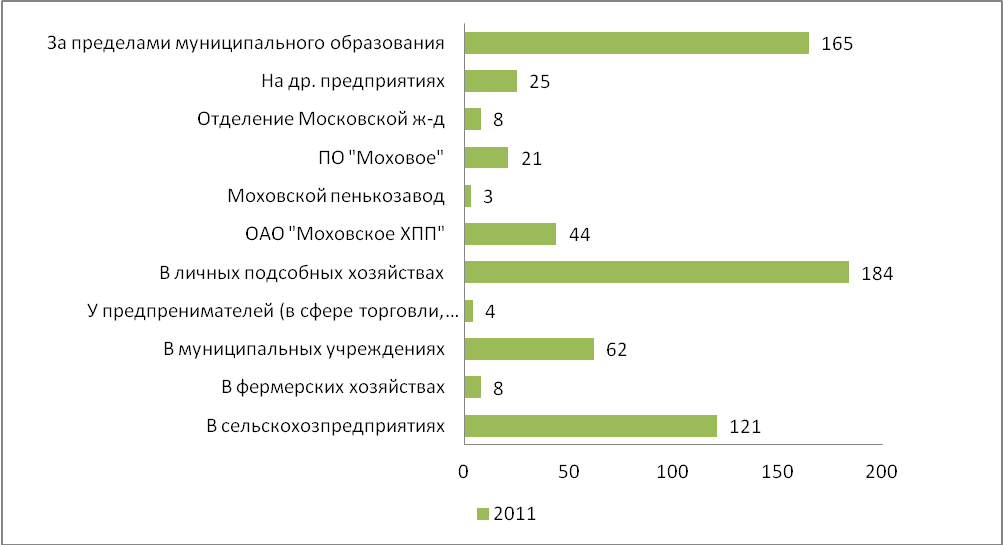 За пределами муниципального образования 165
На др. предприятиях 25
Отделение Московской ж-д 8
ПО "Моховое" 21
Моховской пенькозавод 3
ОАО "Моховское ХПП" 44
В личных подсобных хозяйствах 184
У предпренимателей (в сфере торговли,... 4
В муниципальных учреждениях 62
В фермерских хозяйствах 8
В сельскохозпредприятиях 121
0 50 100 150 200
2011